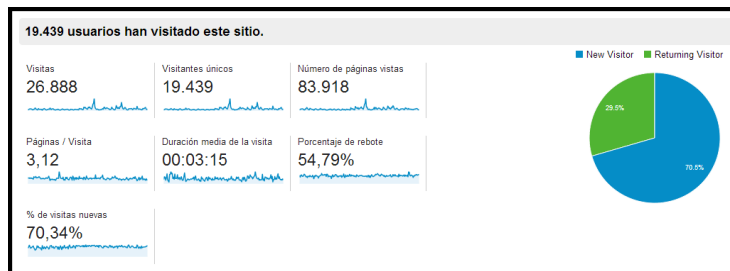 19.439 usuarios han visitado este sitio.
New Visitor Returning Visitor
Visitas Visitantes únicos Número de páginas vistas
26.888 19.439 83.918
Páginas / Visita Duración media de la visita Porcentaje de rebote
3,12 00:03:15 54,79%
% de visitas nuevas
70,34%
29.5%
70.5%